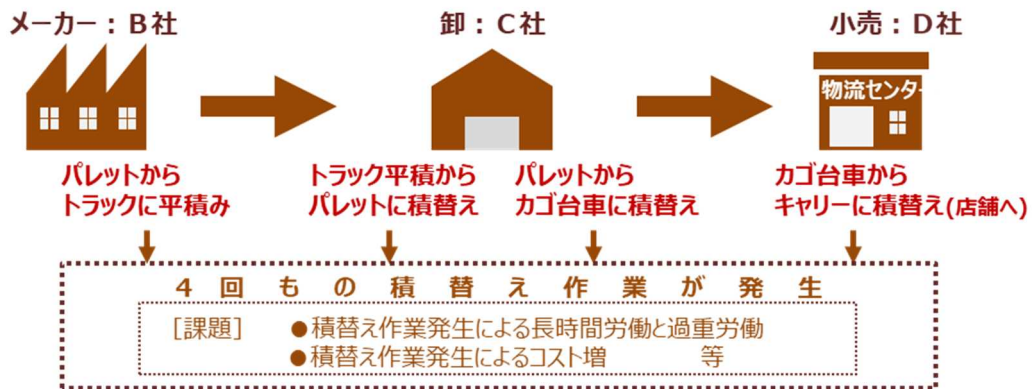 メーカー：B社
卸：C社
小売：D社
物流センター
パレットから
トラックに平積み
トラック平積から
パレットに積替え
パレットから
カゴ台車に積替え
カゴ台車から
キャリーに積替え(店舗へ)
4回もの積替え作業が発生
[課題] ●積替え作業発生による長時間労働と過重労働
●積替え作業発生によるコスト増 等